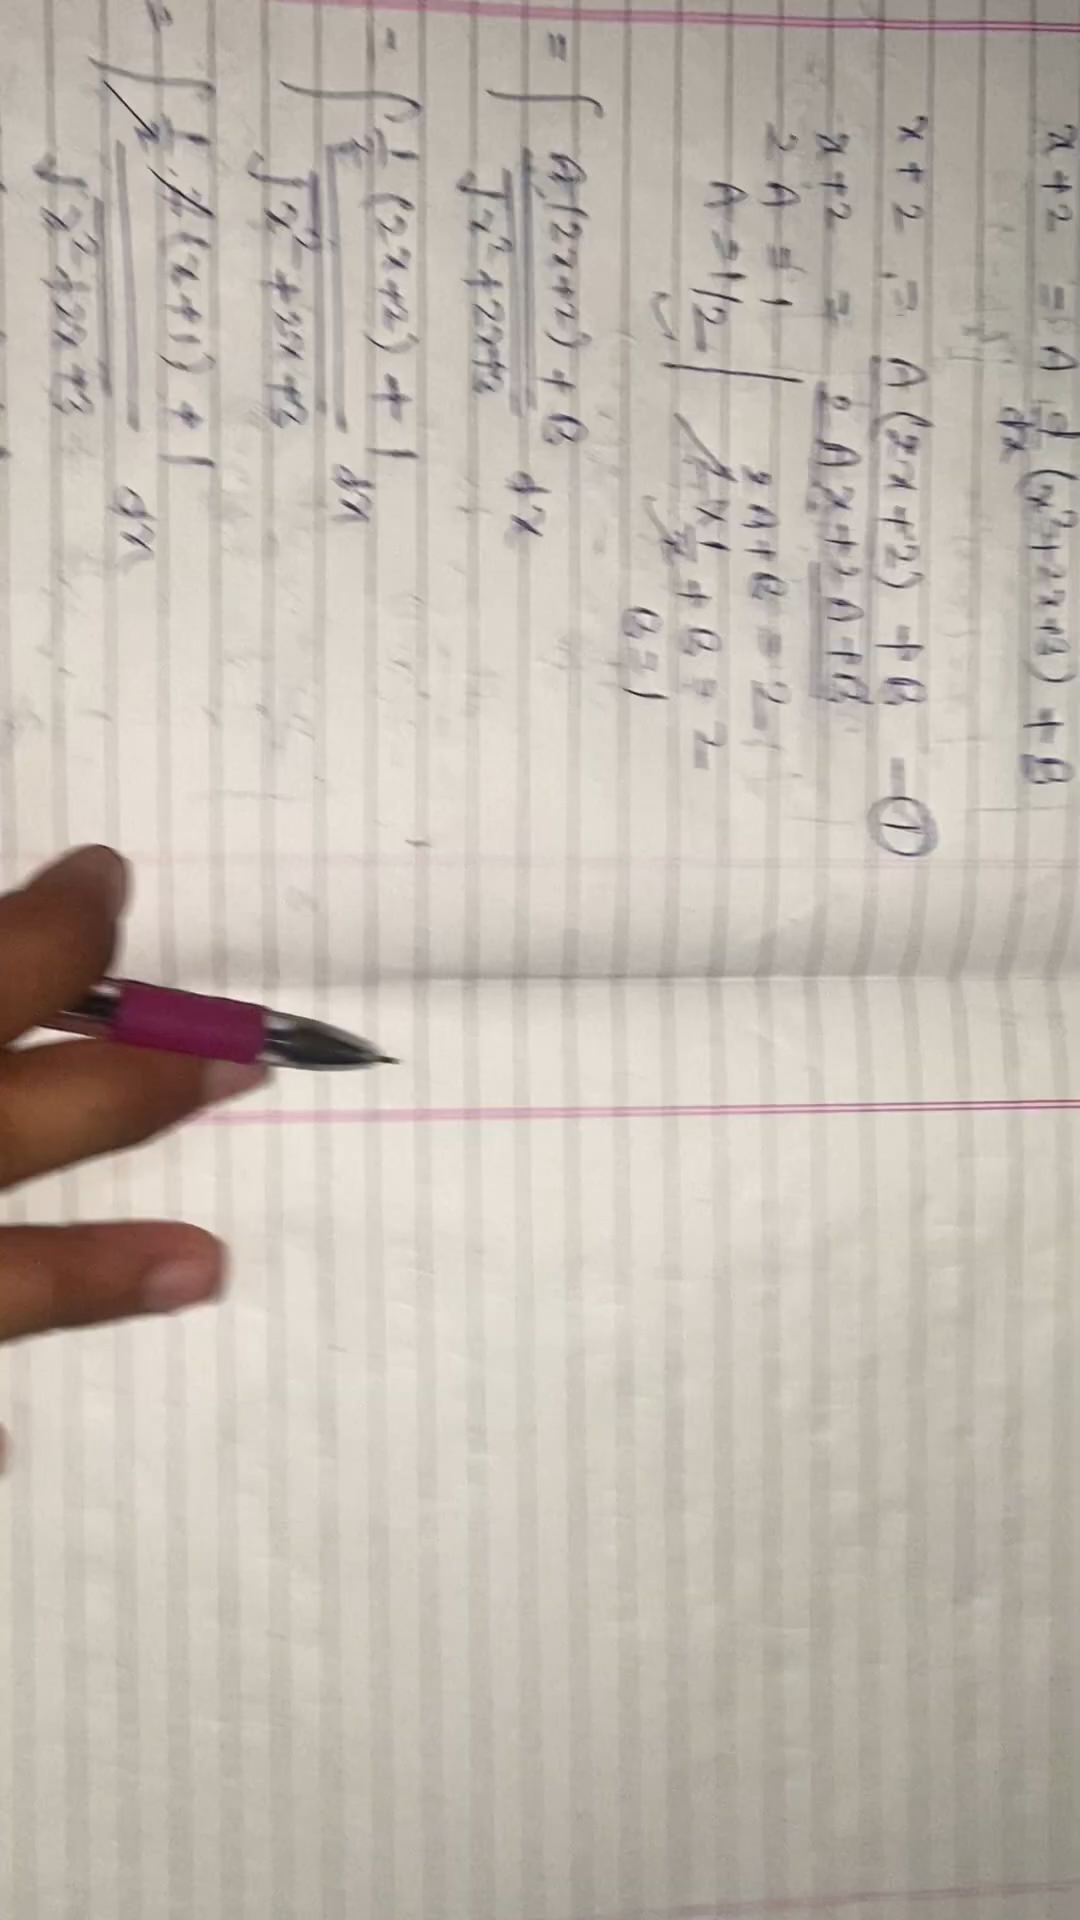 x+2 = A d/dx (x²+2x+3) + B
x+2 = A(2x+2) + B — ①
x+2 = 2Ax+2A+B
2A=1 2A+B=2
A=1/2 2×1/2+B=2
B=1
= ∫ A(2x+2)+B / √x²+2x+3 dx
= ∫ 1/2 (2x+2)+1 / √x²+2x+3 dx
= ∫ 1/2 · 2(x+1)+1 / √x²+2x+3 dx